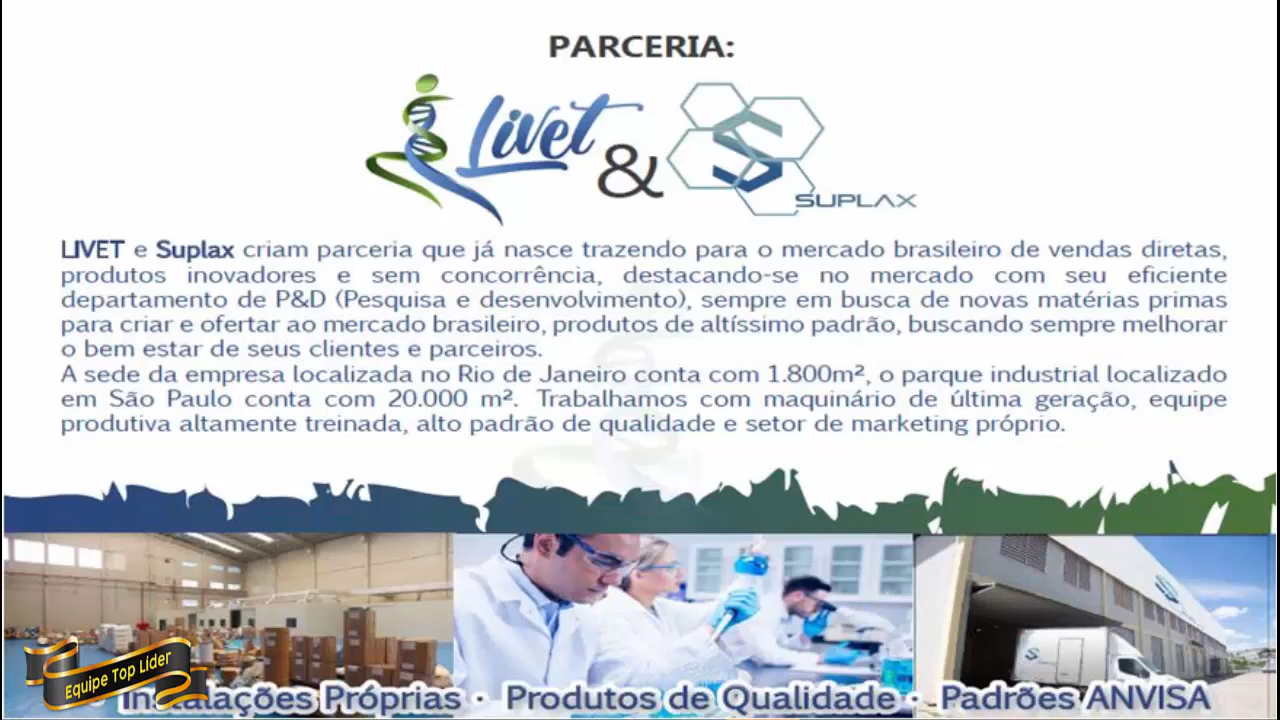 PARCERIA:
Livet
&
SUPLAX
LIVET e Suplax criam parceria que já nasce trazendo para o mercado brasileiro de vendas diretas,
produtos inovadores e sem concorrência, destacando-se no mercado com seu eficiente
departamento de P&D (Pesquisa e desenvolvimento), sempre em busca de novas matérias primas
para criar e ofertar ao mercado brasileiro, produtos de altíssimo padrão, buscando sempre melhorar
o bem estar de seus clientes e parceiros.
A sede da empresa localizada no Rio de Janeiro conta com 1.800m², o parque industrial localizado
em São Paulo conta com 20.000 m². Trabalhamos com maquinário de última geração, equipe
produtiva altamente treinada, alto padrão de qualidade e setor de marketing próprio.
Equipe Top Líder
Instalações Próprias · Produtos de Qualidade · Padrões ANVISA